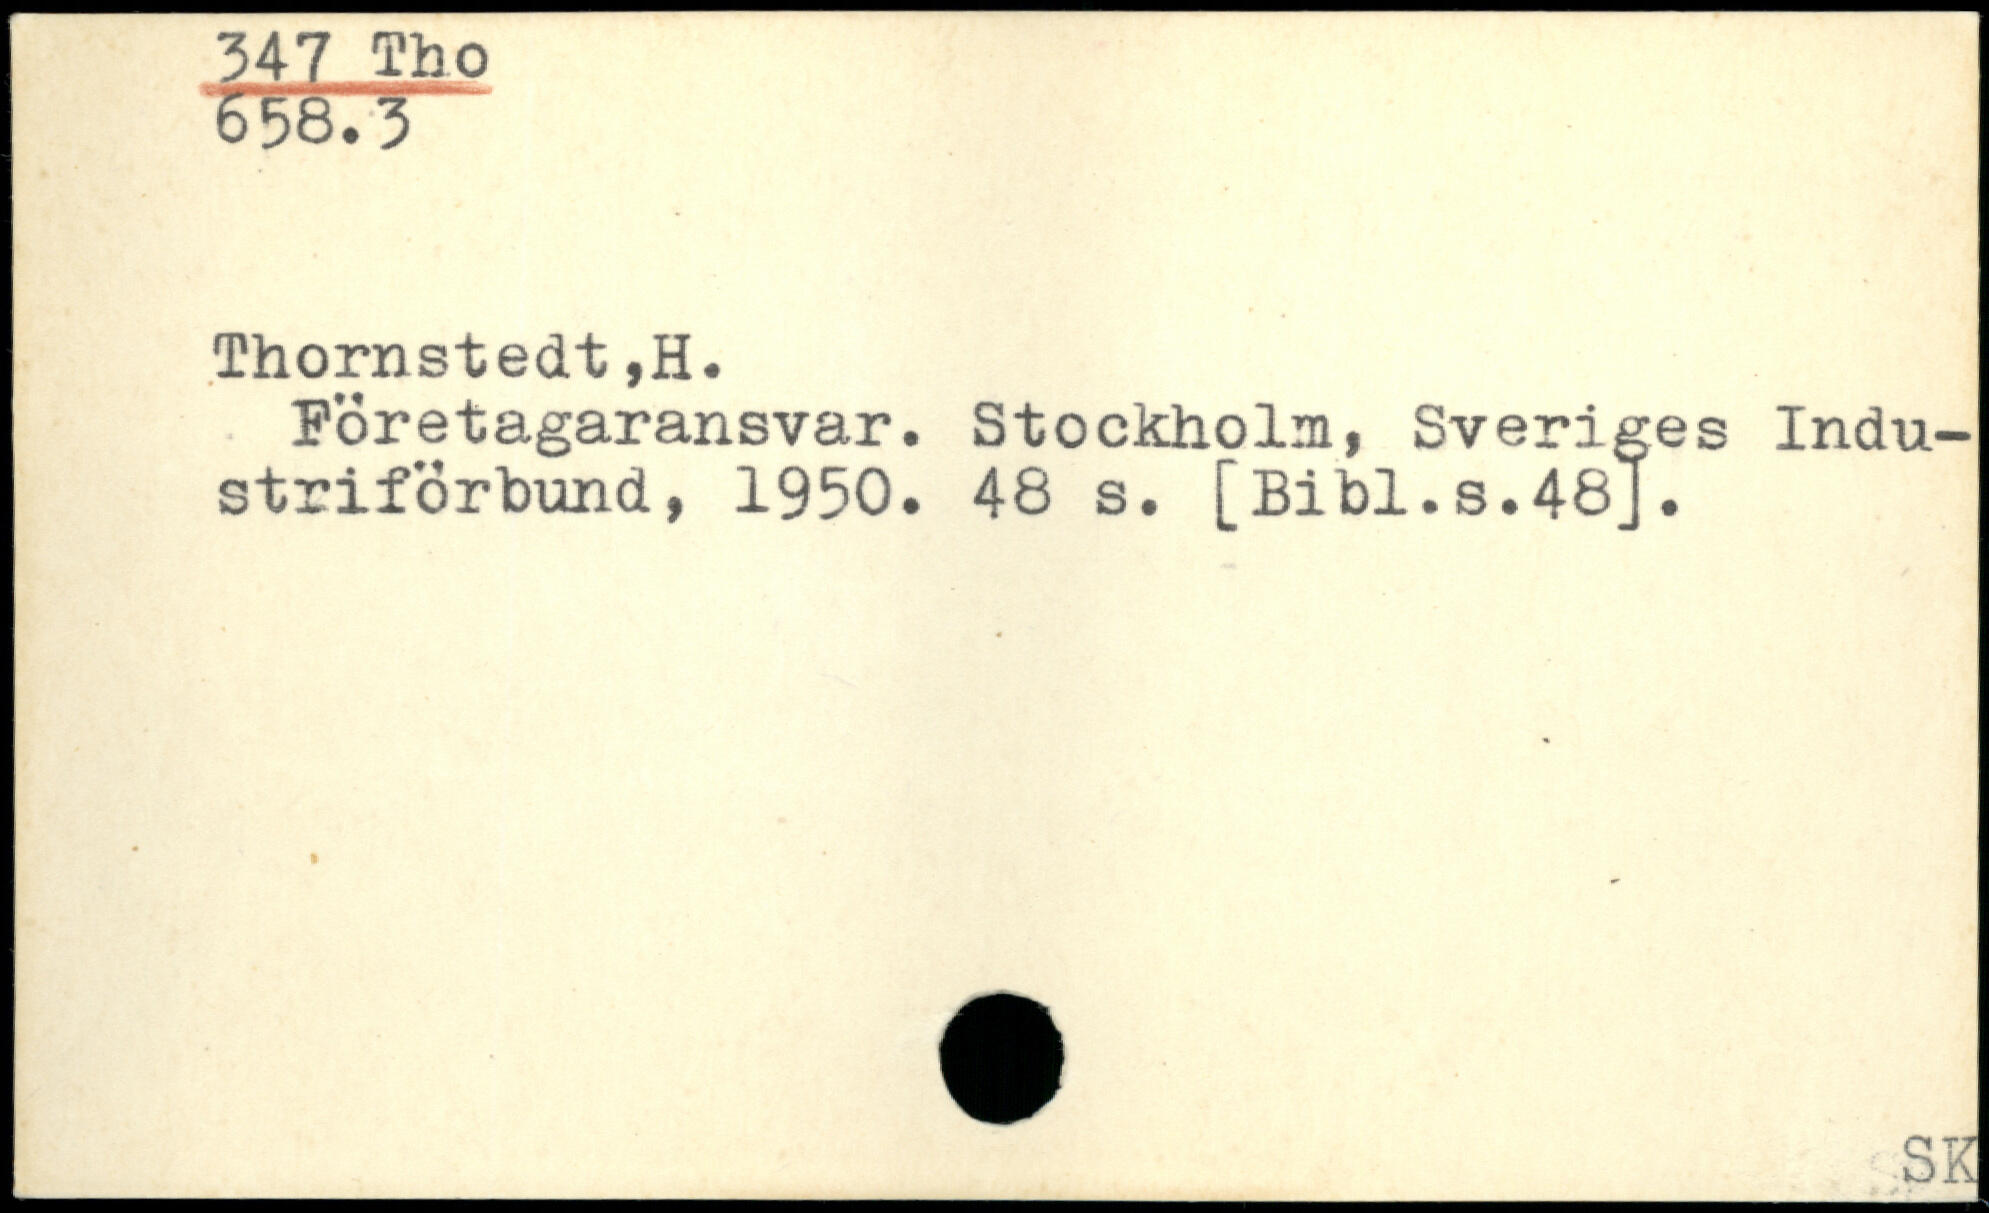 347 Tho
658.3
Thornstedt,H.
Företagaransvar. Stockholm, Sveriges Indu-
striförbund, 1950. 48 s. [Bibl.s.48].
SK